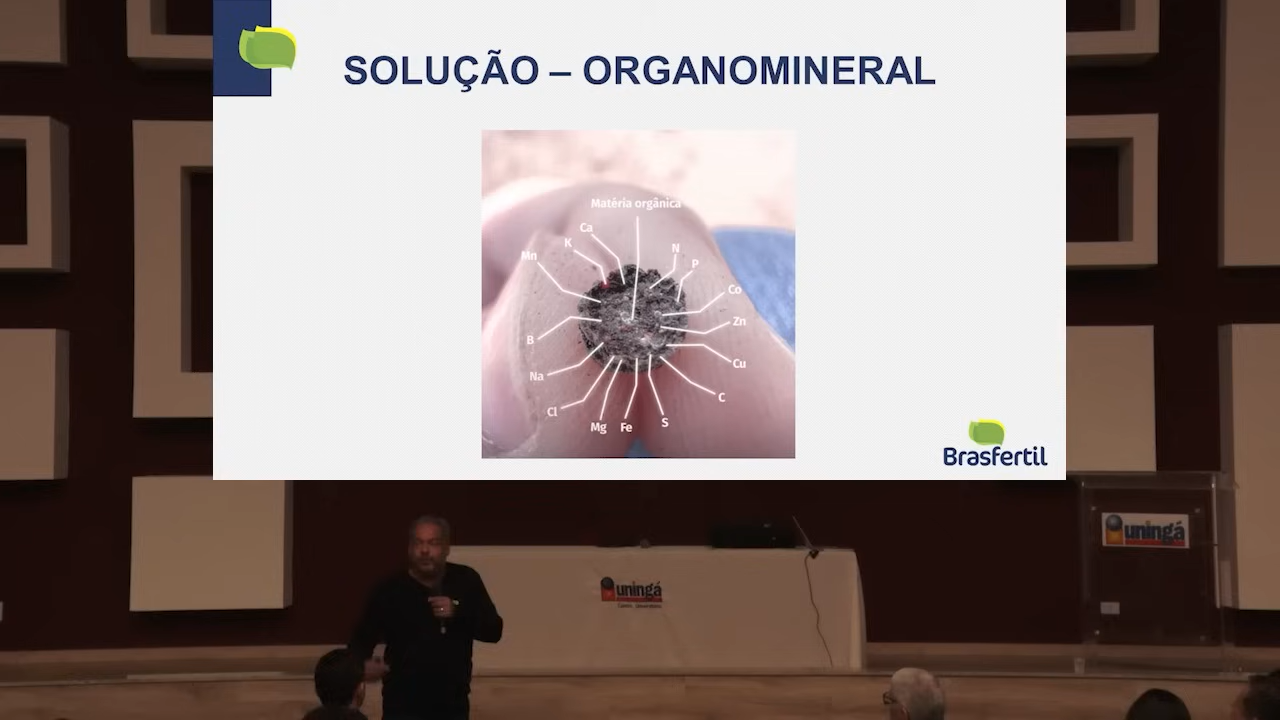 SOLUÇÃO – ORGANOMINERAL
Matéria orgânica
Ca
K
Mn
N
P
Co
Zn
B
Cu
Na
C
Cl
Mg
Fe
S
Brasfertil
uningá
uningá